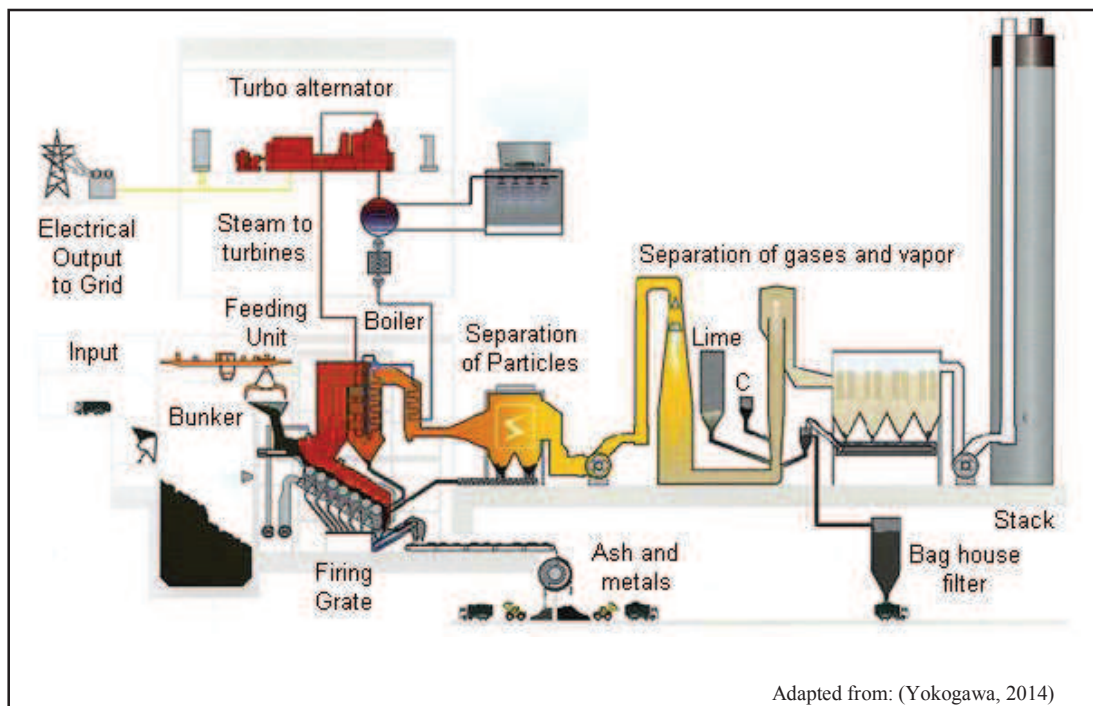 Turbo alternator
Electrical
Output
to Grid
Steam to
turbines
Separation of gases and vapor
Feeding
Unit
Boiler
Separation
of Particles
Lime
Input
C
Bunker
Stack
Firing
Grate
Ash and
metals
Bag house
filter
Adapted from: (Yokogawa, 2014)